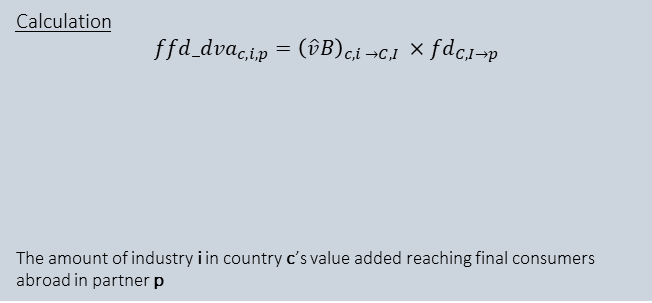 Calculation
ffd_dva_{c,i,p} = (v̂B)_{c,i→C,I} × fd_{C,I→p}
The amount of industry i in country c's value added reaching final consumers
abroad in partner p